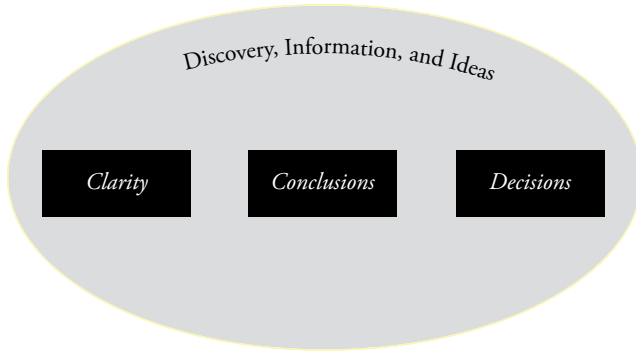 Discovery, Information, and Ideas
Clarity
Conclusions
Decisions